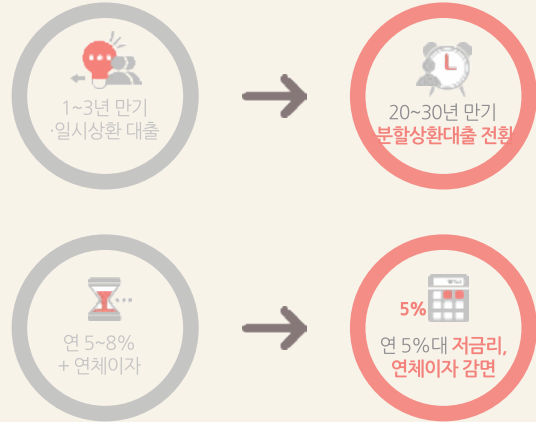 1~3년 만기
·일시상환 대출
20~30년 만기
분할상환대출 전환
연 5~8%
+ 연체이자
5%
연 5%대 저금리,
연체이자 감면